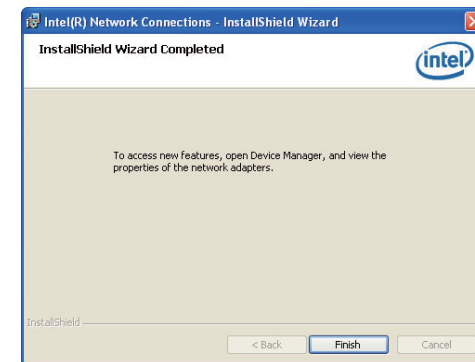 Intel(R) Network Connections - InstallShield Wizard
InstallShield Wizard Completed
intel
To access new features, open Device Manager, and view the
properties of the network adapters.
InstallShield
< Back
Finish
Cancel